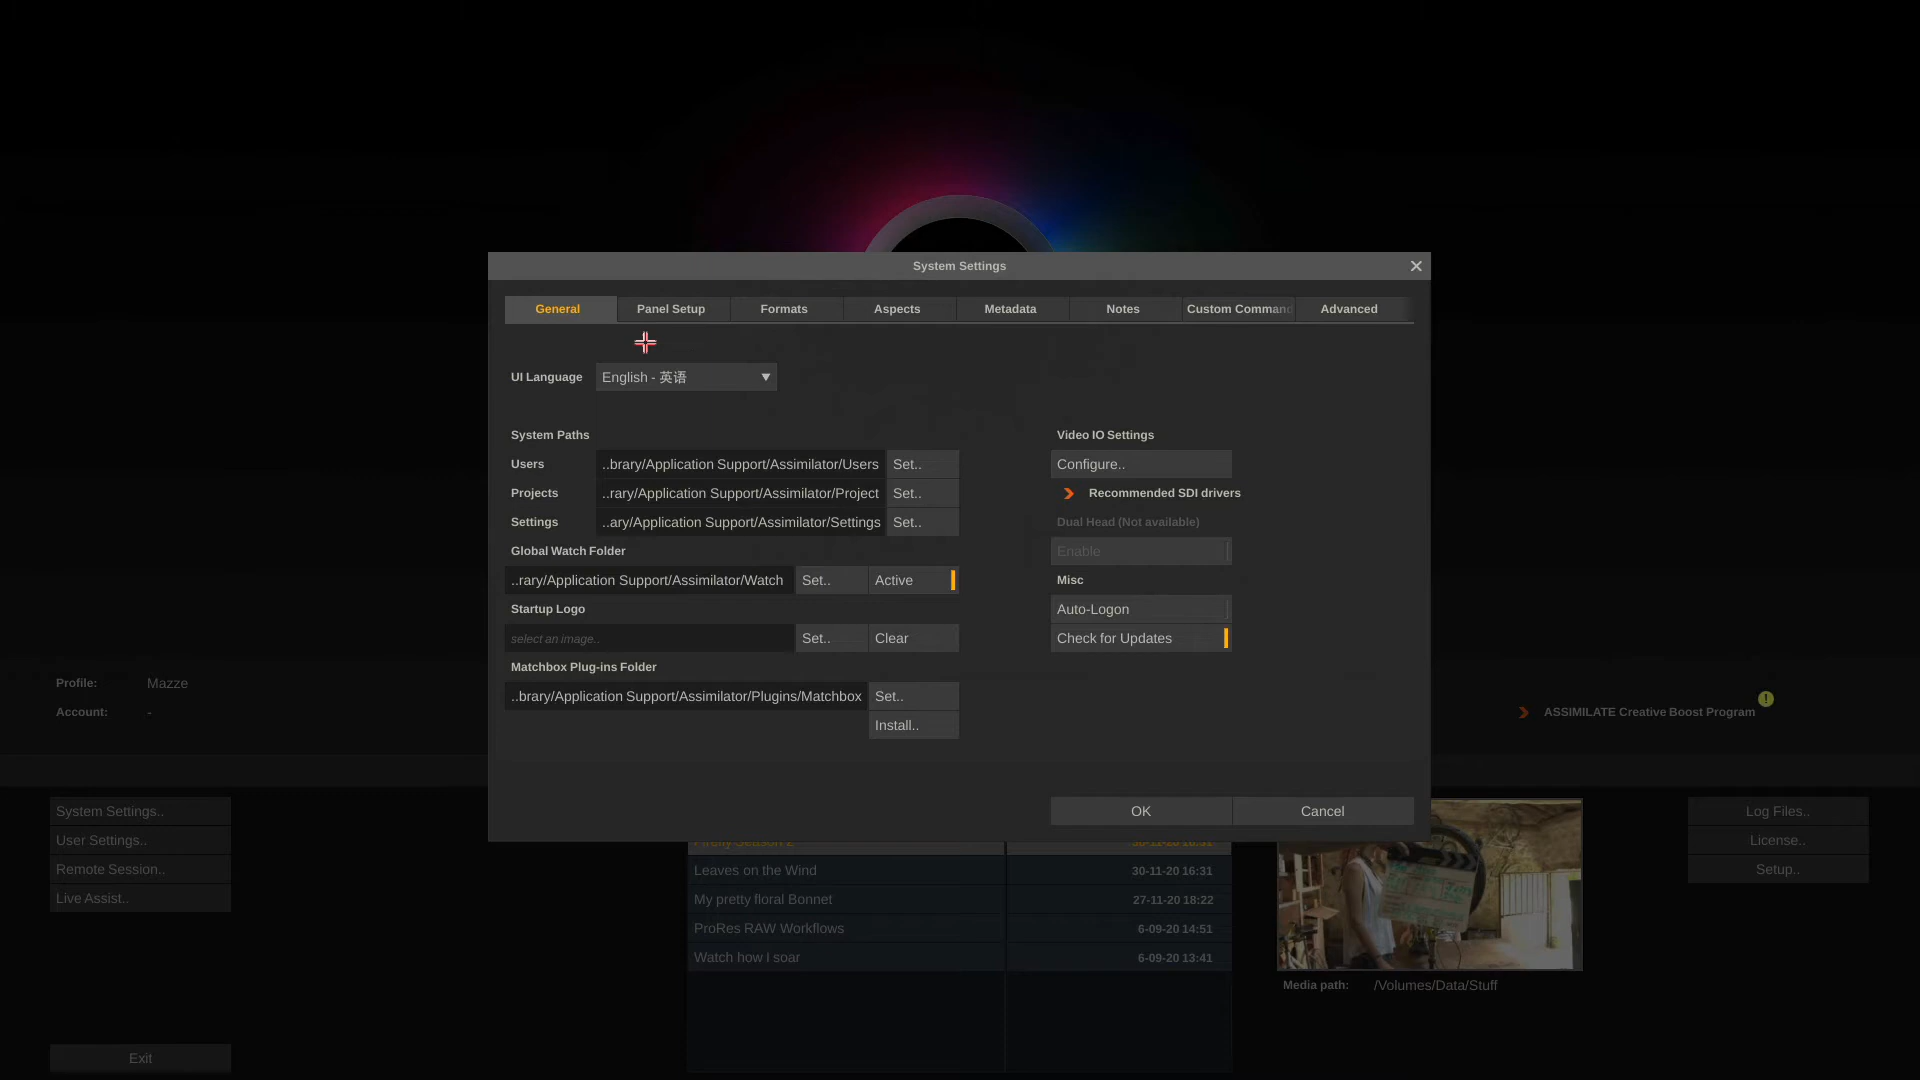 System Settings
General
Panel Setup
Formats
Aspects
Metadata
Notes
Custom Comman
Advanced
UI Language
English - 英语
System Paths
Users
..brary/Application Support/Assimilator/Users
Set..
Projects
..rary/Application Support/Assimilator/Project
Set..
Settings
..ary/Application Support/Assimilator/Settings
Set..
Global Watch Folder
..rary/Application Support/Assimilator/Watch
Set..
Active
Startup Logo
select an image..
Set..
Clear
Matchbox Plug-ins Folder
..brary/Application Support/Assimilator/Plugins/Matchbox
Set..
Install..
Video IO Settings
Configure..
Recommended SDI drivers
Dual Head (Not available)
Enable
Misc
Auto-Logon
Check for Updates
OK
Cancel
Profile: Mazze
Account: -
ASSIMILATE Creative Boost Program
!
System Settings..
User Settings..
Remote Session..
Live Assist..
Exit
Leaves on the Wind 30-11-20 16:31
My pretty floral Bonnet 27-11-20 18:22
ProRes RAW Workflows 6-09-20 14:51
Watch how I soar 6-09-20 13:41
Media path: /Volumes/Data/Stuff
Log Files..
License..
Setup..